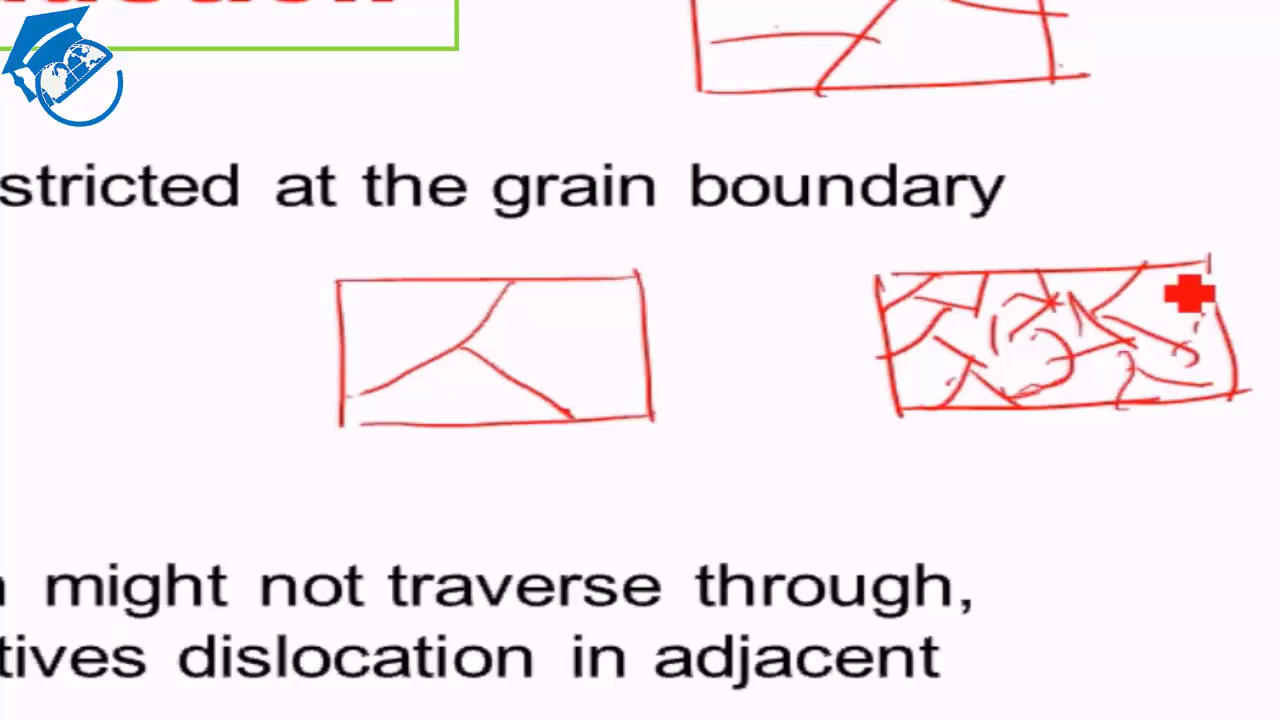 stricted at the grain boundary
might not traverse through,
tives dislocation in adjacent